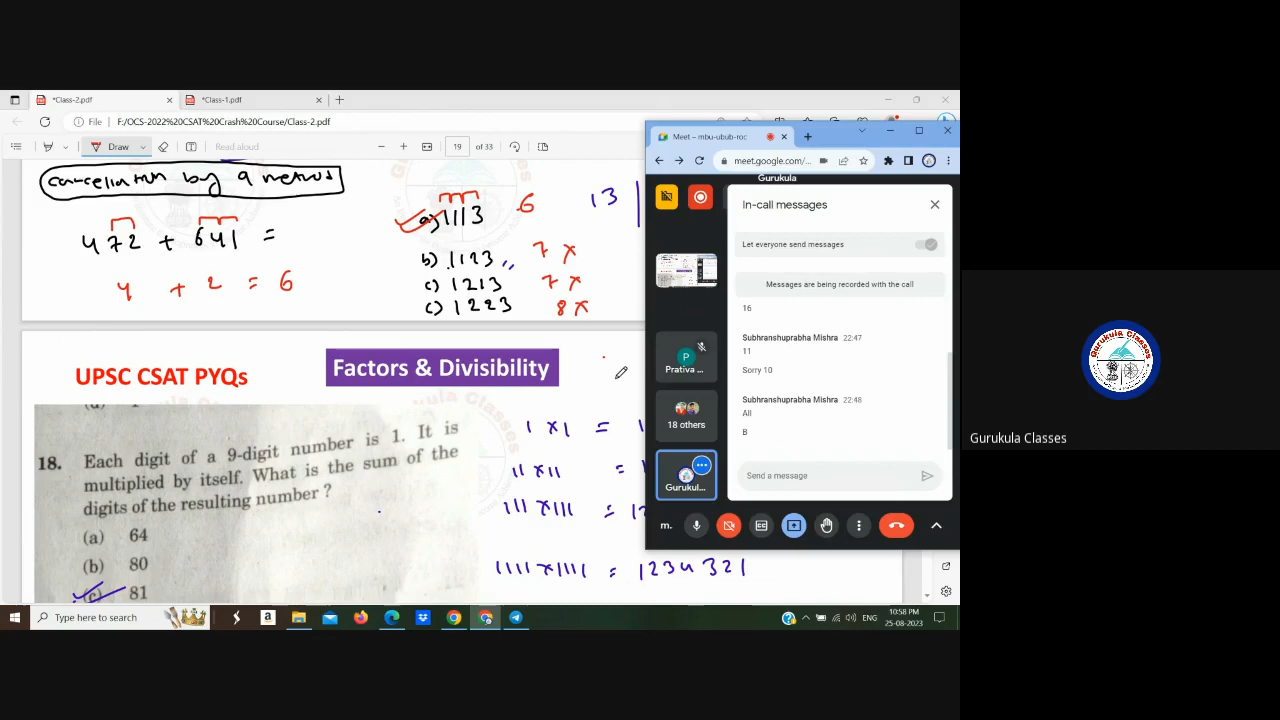 *Class-2.pdf
*Class-1.pdf
File
F:/OCS-2022%20CSAT%20Crash%20Course/Class-2.pdf
Draw
Read aloud
19 of 33
cancellation by 9 method
472 + 641 =
4 + 2 = 6
a) 1113 6
b) 1123 7 x
c) 1213 7 x
c) 1223 8 x
13
UPSC CSAT PYQs
Factors & Divisibility
18. Each digit of a 9-digit number is 1. It is
multiplied by itself. What is the sum of the
digits of the resulting number ?
(a) 64
(b) 80
(c) 81
1 x 1 = 1
11 x 11 = 1
111 x 111 = 12
1111 x 1111 = 1234321
Meet – mbu-ubub-roc
meet.google.com/...
Gurukula
In-call messages
Let everyone send messages
Messages are being recorded with the call
16
Subhranshuprabha Mishra 22:47
11
Sorry 10
Subhranshuprabha Mishra 22:48
All
B
Send a message
P
Prativa ...
18 others
Gurukul...
m.
Type here to search
ENG
10:58 PM
25-08-2023
Gurukula Classes
Gurukula Classes